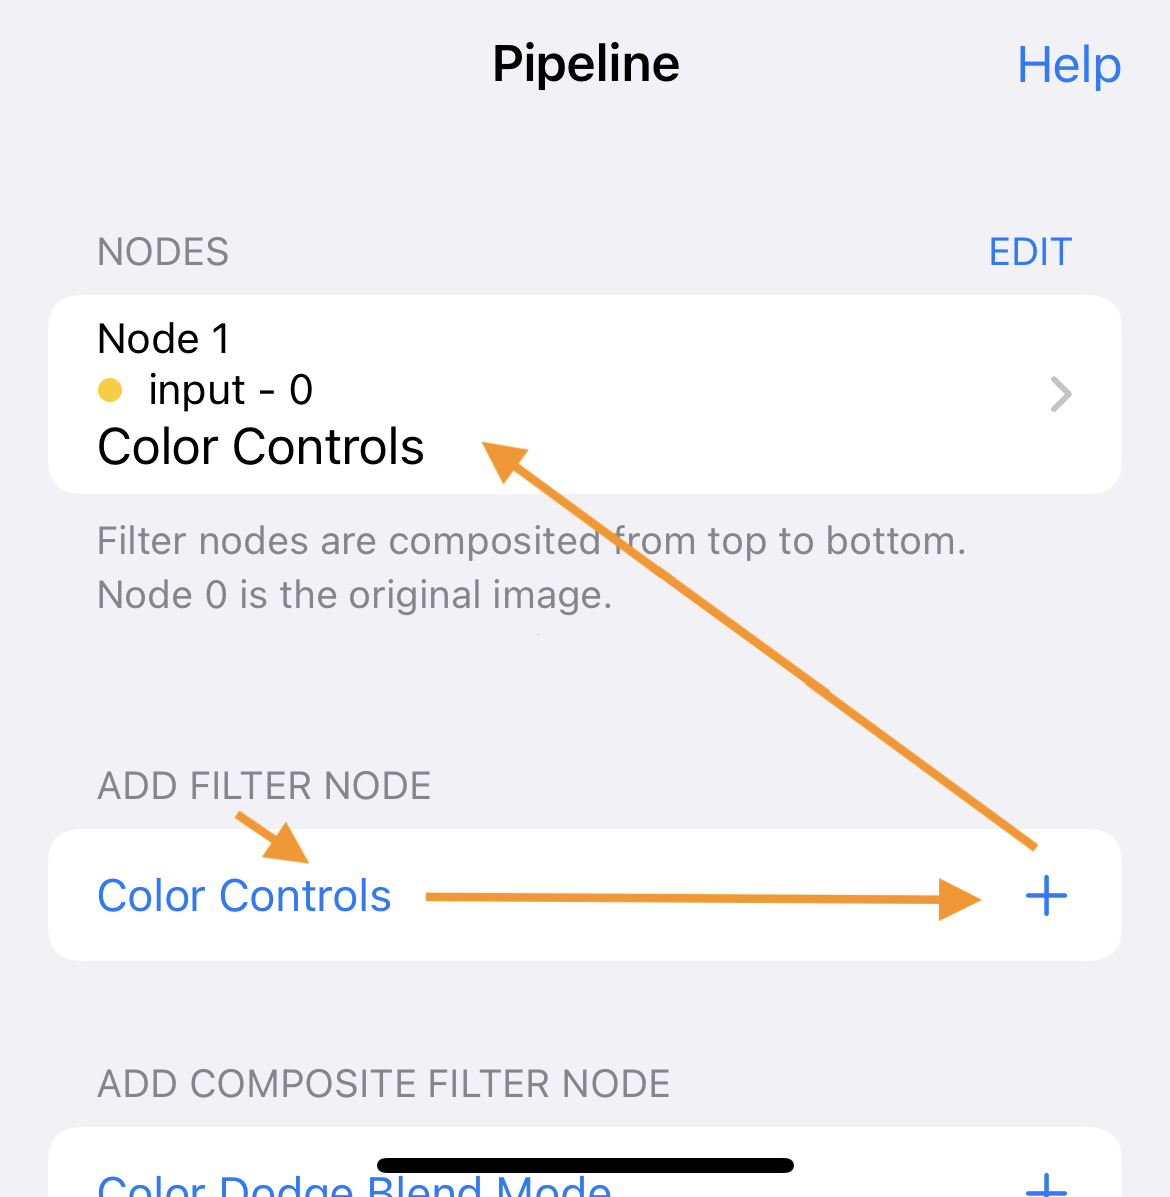 Pipeline
Help
NODES
EDIT
Node 1
input - 0
Color Controls
Filter nodes are composited from top to bottom.
Node 0 is the original image.
ADD FILTER NODE
Color Controls
+
ADD COMPOSITE FILTER NODE
Color Dodge Blend Mode
+